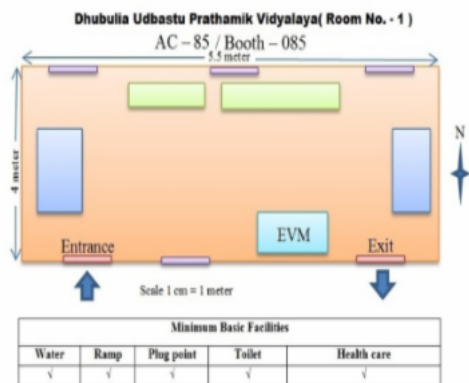 Dhubulia Udbastu Prathamik Vidyalaya( Room No. - 1 )
AC – 85 / Booth – 085
5.5 meter
N
4 meter
EVM
Entrance
Exit
Scale 1 cm = 1 meter
Minimum Basic Facilities
Water Ramp Plug point Toilet Health care
√ √ √ √ √